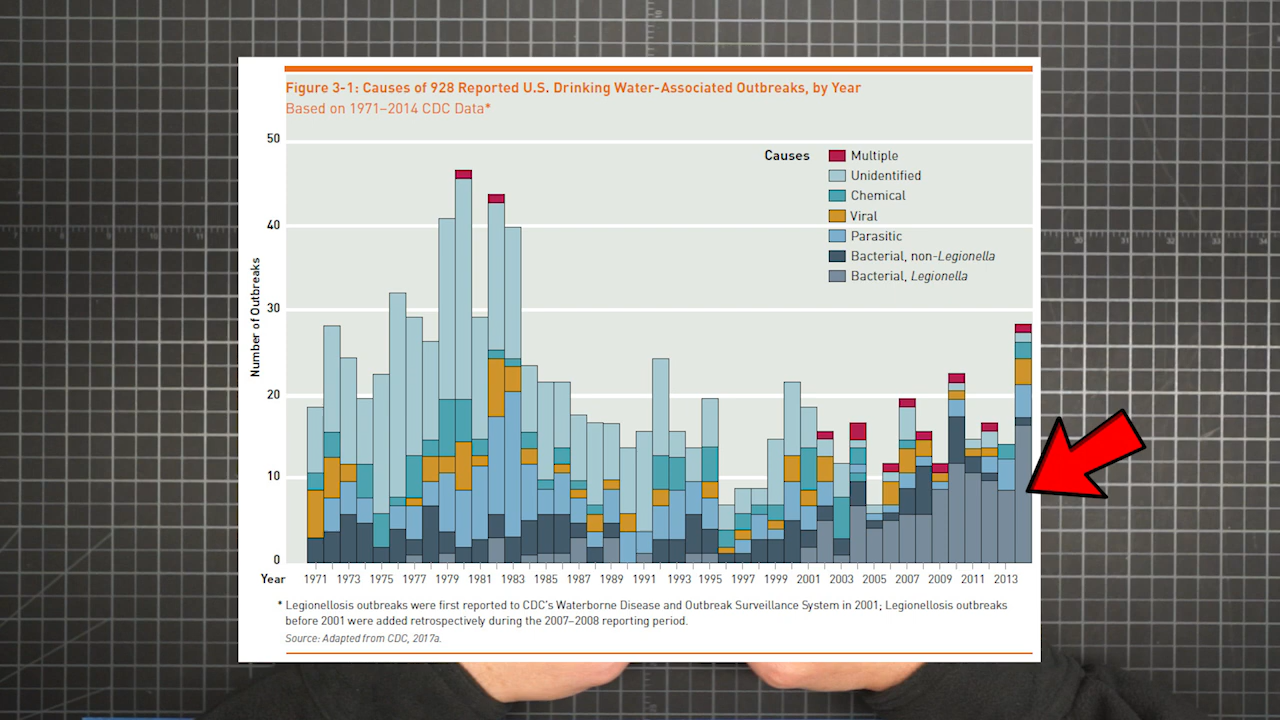 Figure 3-1: Causes of 928 Reported U.S. Drinking Water-Associated Outbreaks, by Year
Based on 1971–2014 CDC Data*
Number of Outbreaks
50
40
30
20
10
0
Causes
Multiple
Unidentified
Chemical
Viral
Parasitic
Bacterial, non-Legionella
Bacterial, Legionella
Year 1971 1973 1975 1977 1979 1981 1983 1985 1987 1989 1991 1993 1995 1997 1999 2001 2003 2005 2007 2009 2011 2013
* Legionellosis outbreaks were first reported to CDC's Waterborne Disease and Outbreak Surveillance System in 2001; Legionellosis outbreaks
before 2001 were added retrospectively during the 2007–2008 reporting period.
Source: Adapted from CDC, 2017a.